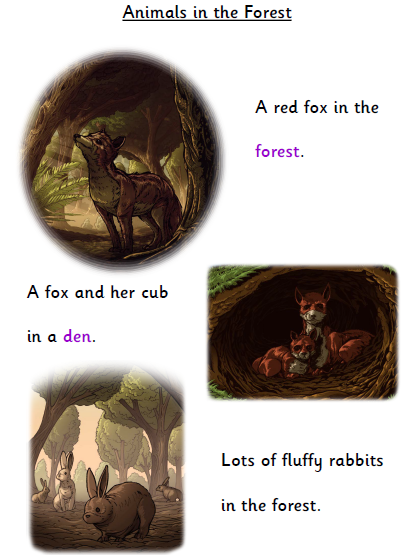 Animals in the Forest
A red fox in the
forest.
A fox and her cub
in a den.
Lots of fluffy rabbits
in the forest.